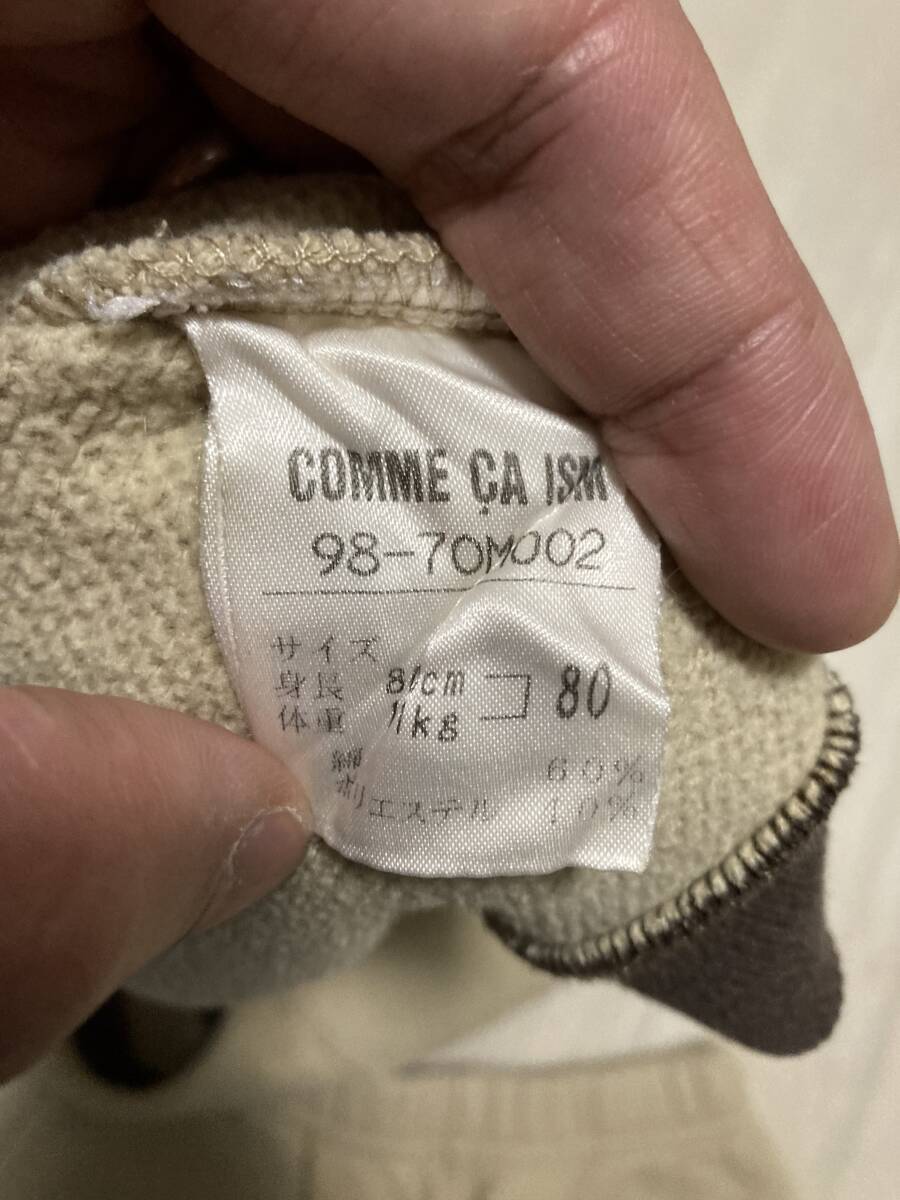 COMME ÇA ISM
98-70M002
サイズ
身長 81cm
体重 11kg
80
綿 60%
ポリエステル 40%